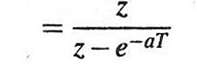 = z / (z − e^{−aT})